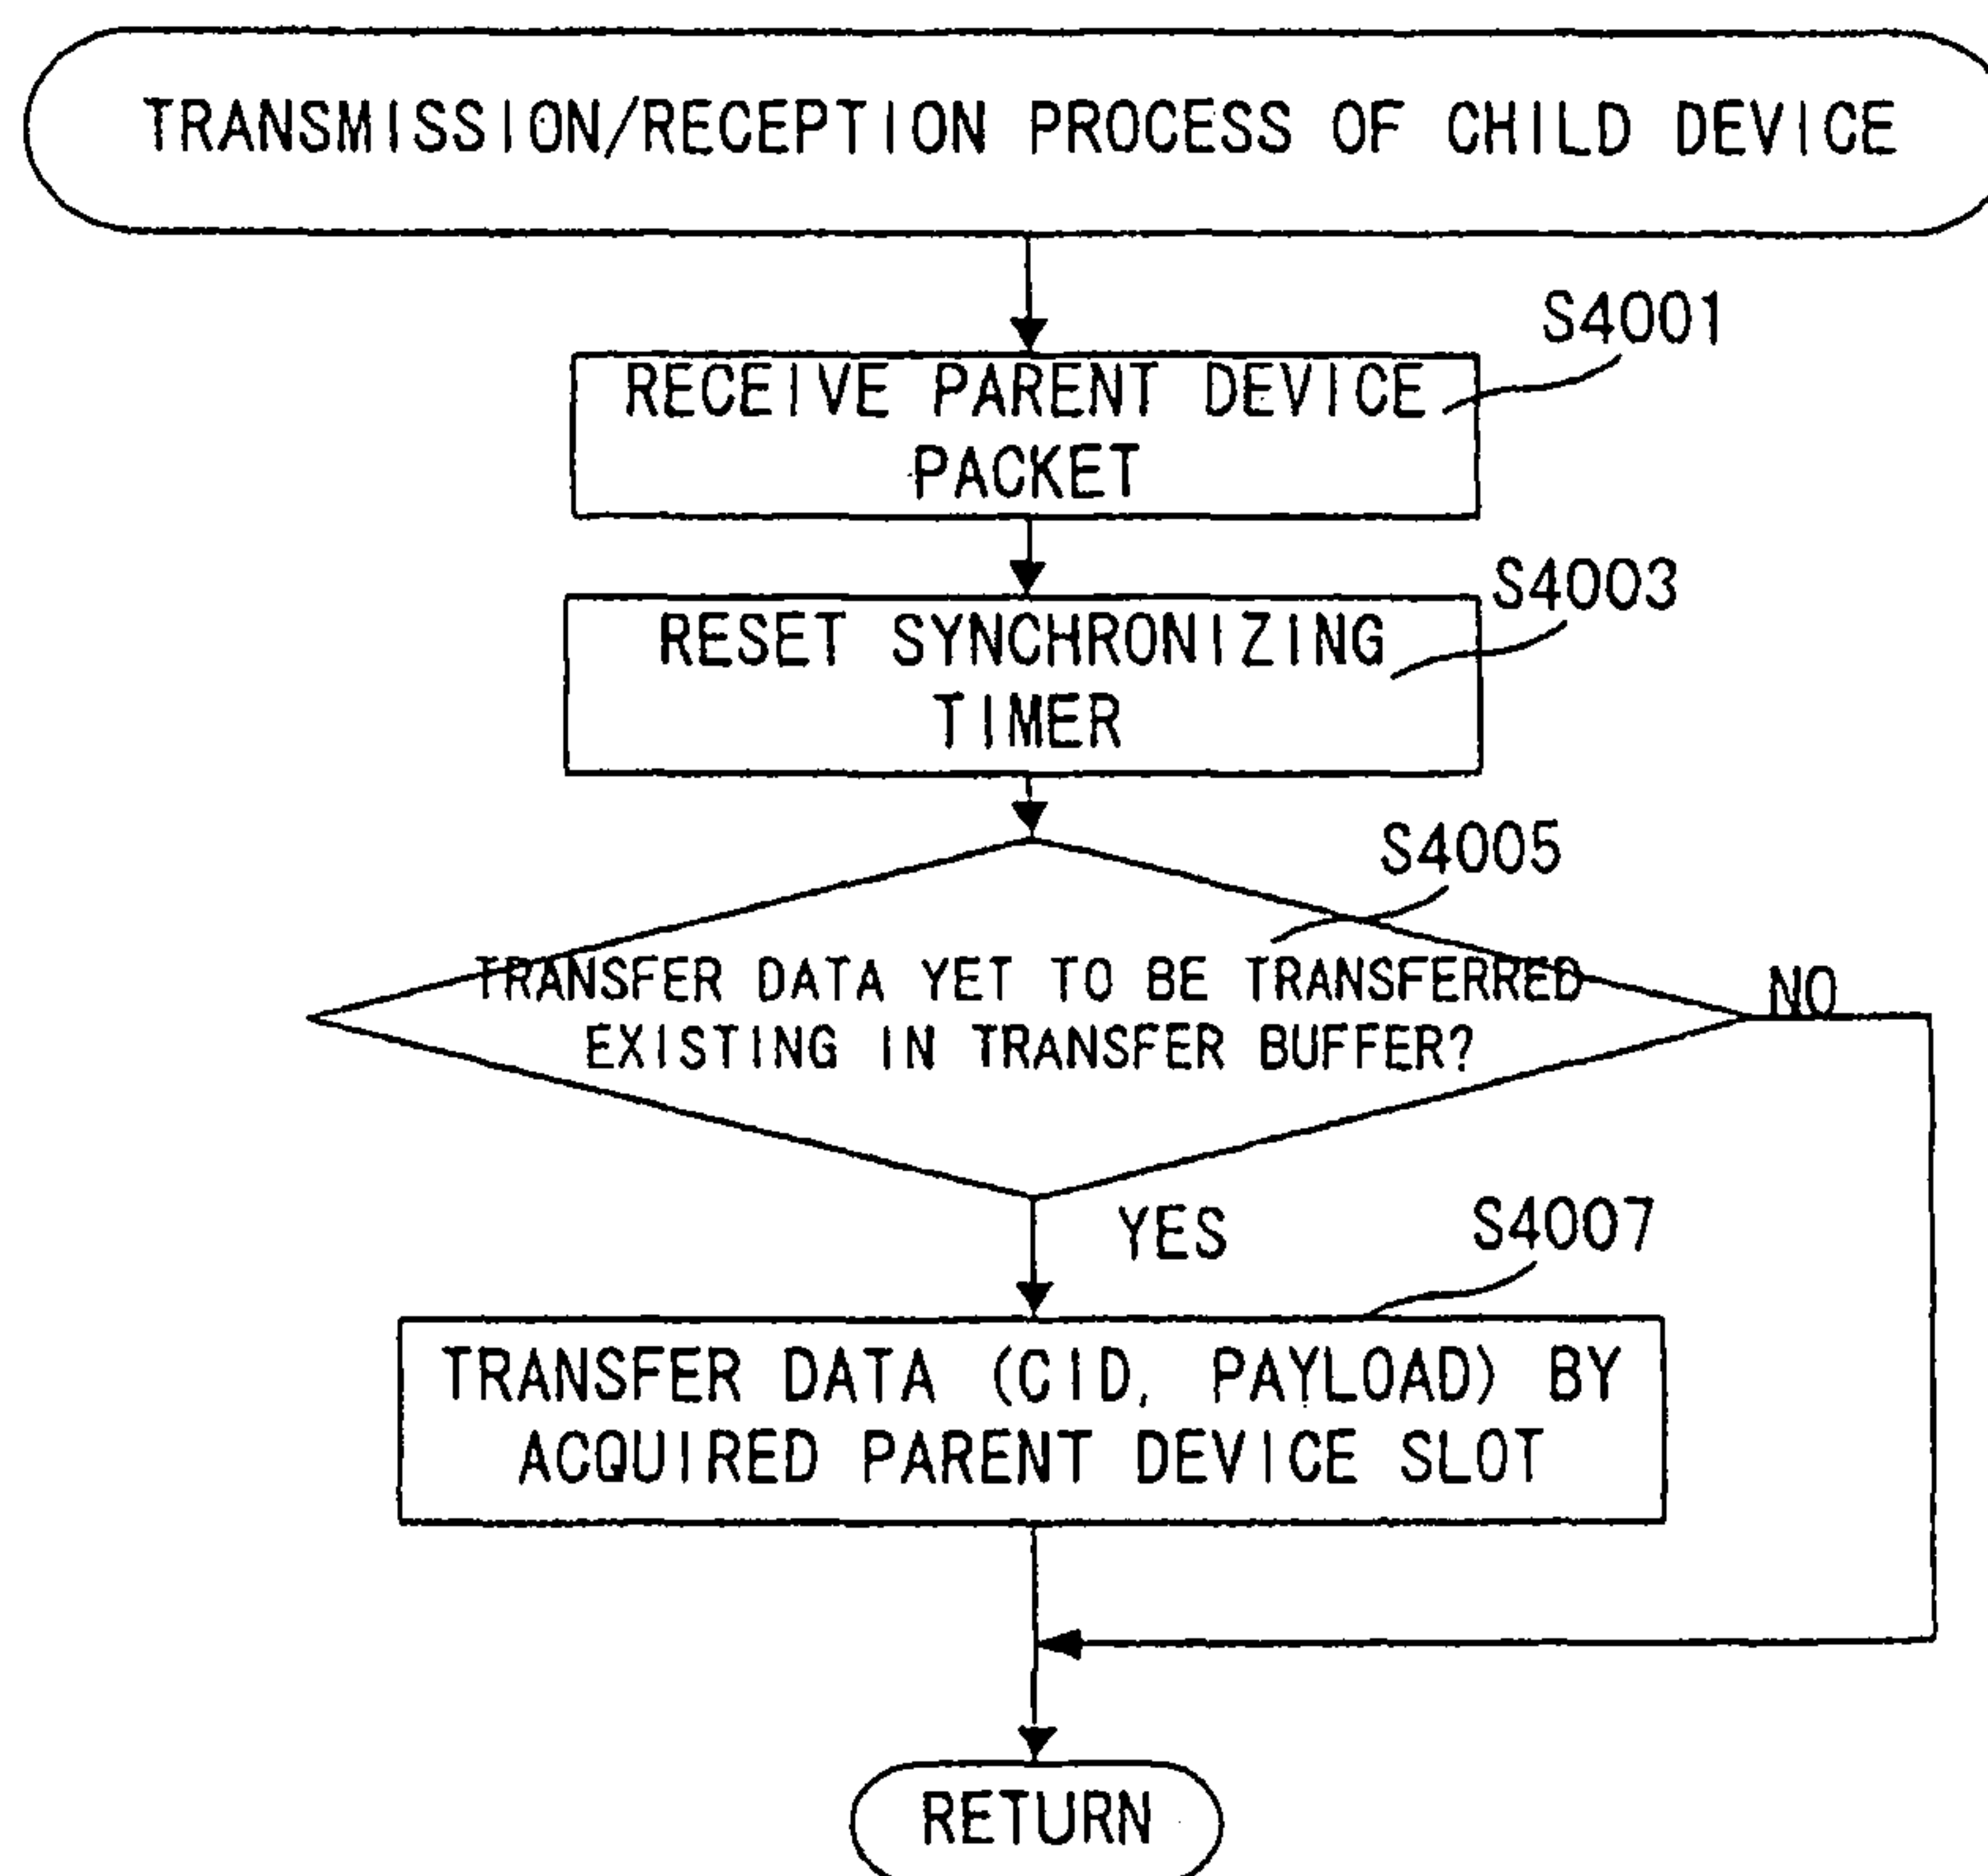 TRANSMISSION/RECEPTION PROCESS OF CHILD DEVICE
S4001
RECEIVE PARENT DEVICE
PACKET
S4003
RESET SYNCHRONIZING
TIMER
S4005
TRANSFER DATA YET TO BE TRANSFERRED
EXISTING IN TRANSFER BUFFER?
NO
YES
S4007
TRANSFER DATA (CID, PAYLOAD) BY
ACQUIRED PARENT DEVICE SLOT
RETURN